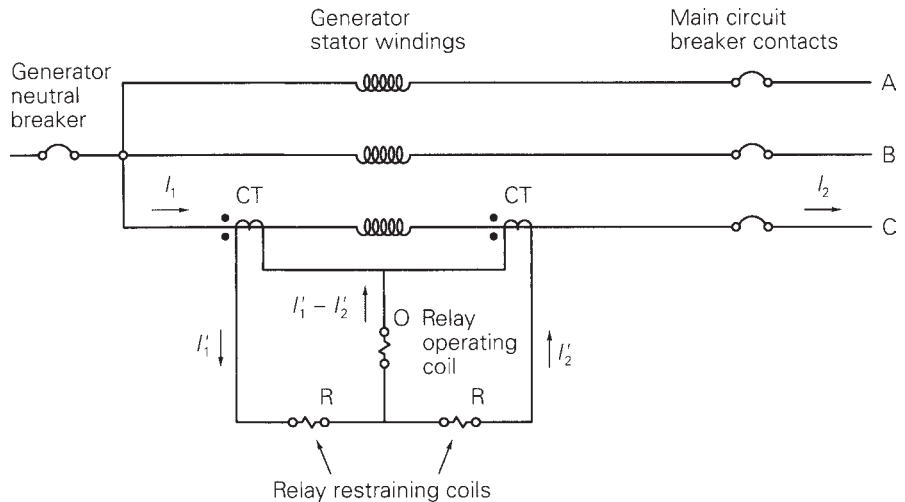 Generator
stator windings
Main circuit
breaker contacts
Generator
neutral
breaker
A
B
I₁
CT
CT
I₂
C
I′₁ – I′₂
O Relay
operating
coil
I′₁
I′₂
R
R
Relay restraining coils